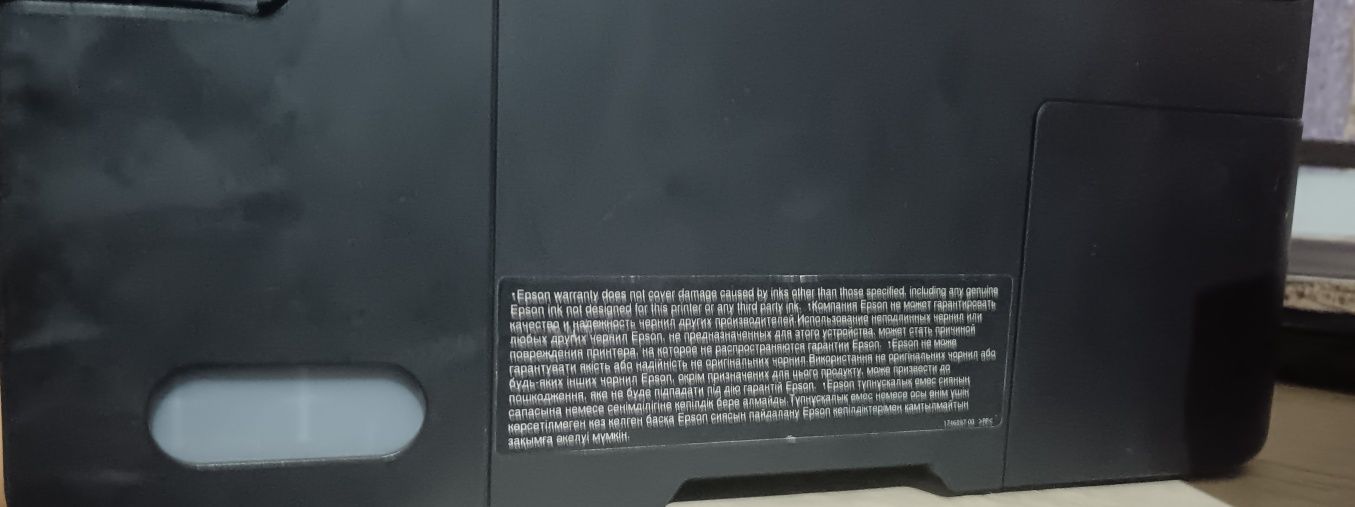 ¹Epson warranty does not cover damage caused by inks other than those specified, including any genuine
Epson ink not designed for this printer or any third party ink. ¹Компания Epson не может гарантировать
качество и надежность чернил других производителей.Использование неподлинных чернил или
любых других чернил Epson, не предназначенных для этого устройства, может стать причиной
повреждения принтера, на которое не распространяются гарантии Epson. ¹Epson не може
гарантувати якість або надійність не оригінальних чорнил.Використання не оригінальних чорнил або
будь-яких інших чорнил Epson, окрім призначених для цього продукту, може призвести до
пошкодження, яке не буде підпадати під дію гарантій Epson. ¹Epson түпнұсқалық емес сияның
сапасына немесе сенімділігіне кепілдік бере алмайды.Түпнұсқалық емес немесе осы өнім үшін
көрсетілмеген кез келген басқа Epson сиясын пайдалану Epson кепілдіктерімен қамтылмайтын
зақымға әкелуі мүмкін.